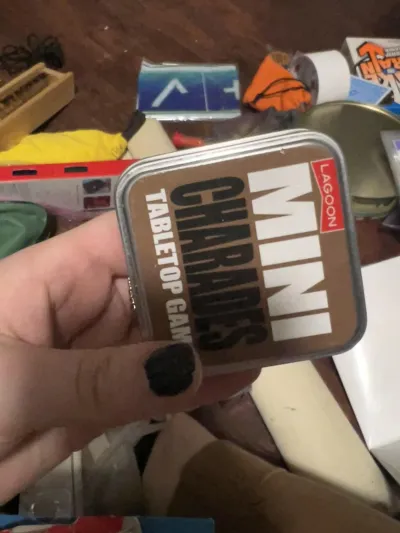 LAGOON
MINI
CHARADES
TABLETOP GAM